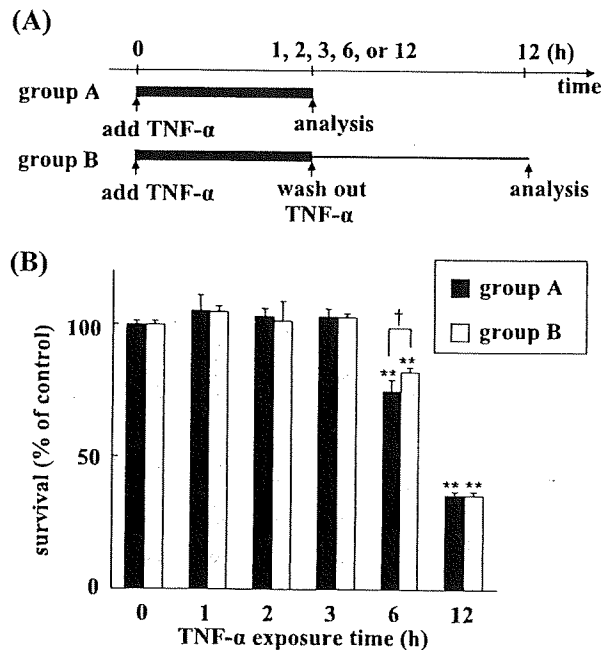 (A)
0 1, 2, 3, 6, or 12 12 (h)
time
group A
add TNF-α analysis
group B
add TNF-α wash out TNF-α analysis
(B)
group A
group B
survival (% of control)
100
50
0
†
** **
** **
0 1 2 3 6 12
TNF-α exposure time (h)